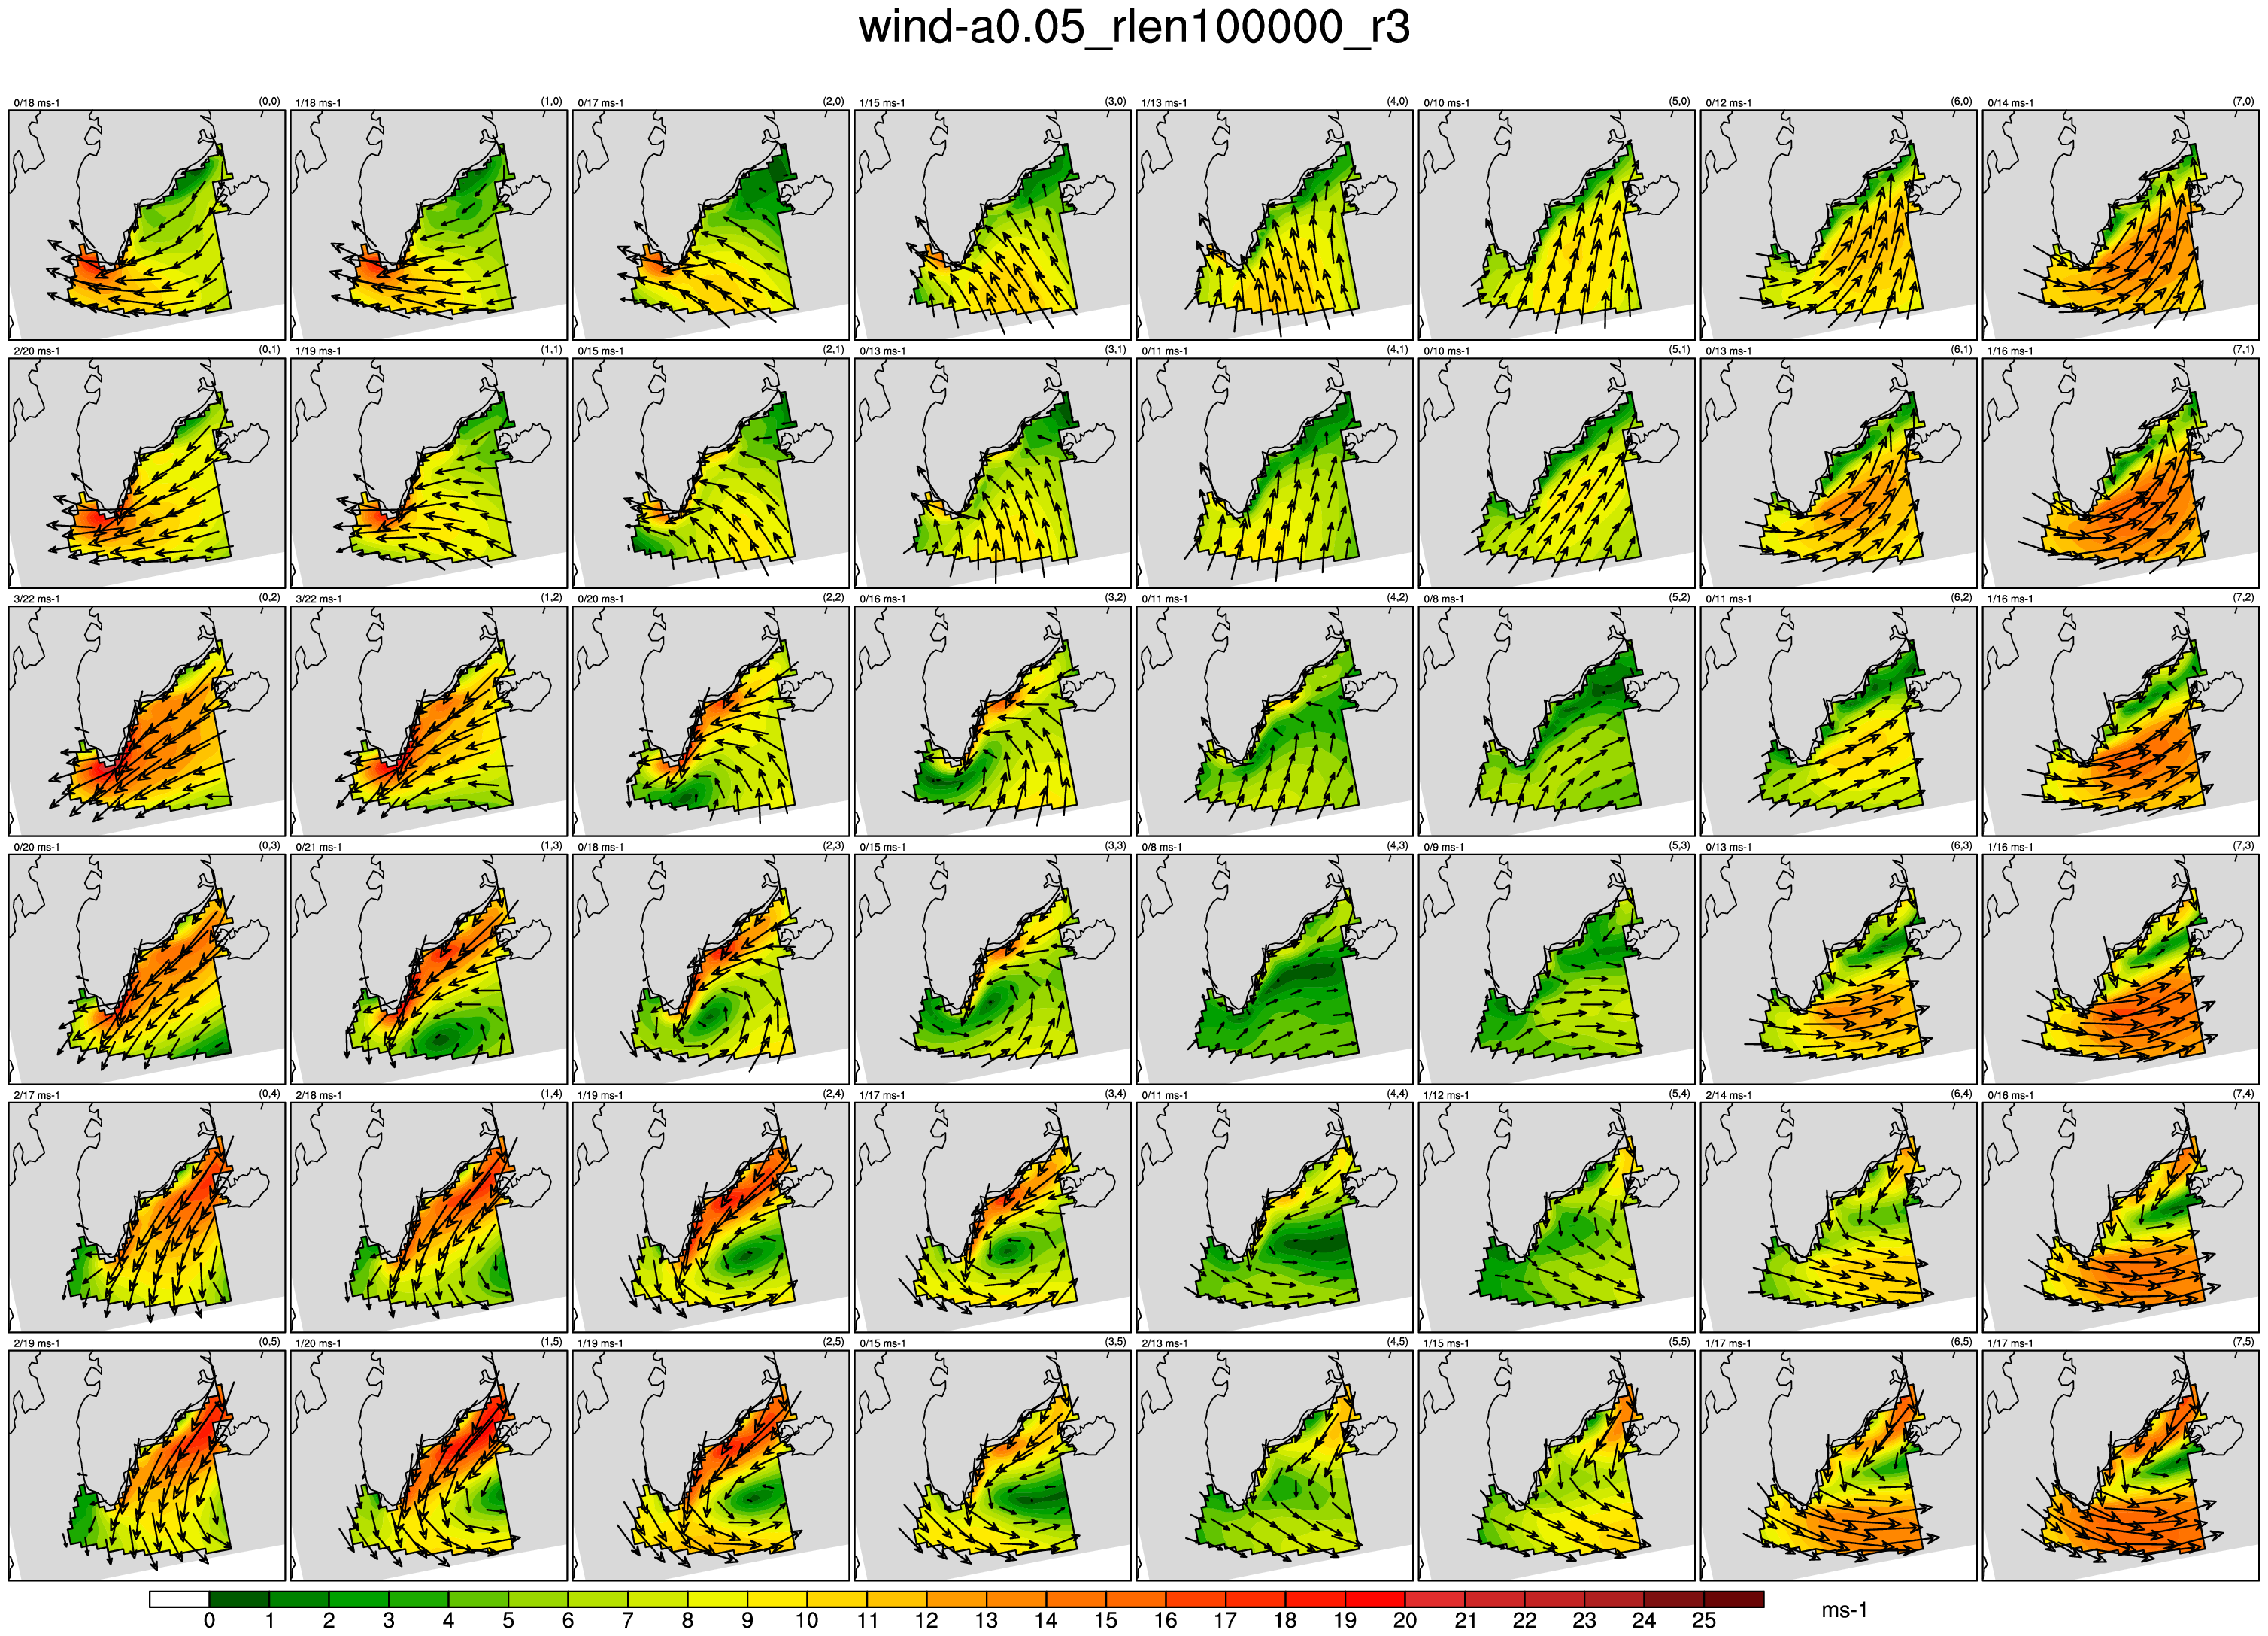 wind-a0.05_rlen100000_r3
0/18 ms-1 (0,0) 1/18 ms-1 (1,0) 0/17 ms-1 (2,0) 1/15 ms-1 (3,0) 1/13 ms-1 (4,0) 0/10 ms-1 (5,0) 0/12 ms-1 (6,0) 0/14 ms-1 (7,0)
2/20 ms-1 (0,1) 1/19 ms-1 (1,1) 0/15 ms-1 (2,1) 0/13 ms-1 (3,1) 0/11 ms-1 (4,1) 0/10 ms-1 (5,1) 0/13 ms-1 (6,1) 1/16 ms-1 (7,1)
3/22 ms-1 (0,2) 3/22 ms-1 (1,2) 0/20 ms-1 (2,2) 0/16 ms-1 (3,2) 0/11 ms-1 (4,2) 0/8 ms-1 (5,2) 0/11 ms-1 (6,2) 1/16 ms-1 (7,2)
0/20 ms-1 (0,3) 0/21 ms-1 (1,3) 0/18 ms-1 (2,3) 0/15 ms-1 (3,3) 0/8 ms-1 (4,3) 0/9 ms-1 (5,3) 0/13 ms-1 (6,3) 1/16 ms-1 (7,3)
2/17 ms-1 (0,4) 2/18 ms-1 (1,4) 1/19 ms-1 (2,4) 1/17 ms-1 (3,4) 0/11 ms-1 (4,4) 1/12 ms-1 (5,4) 2/14 ms-1 (6,4) 0/16 ms-1 (7,4)
2/19 ms-1 (0,5) 1/20 ms-1 (1,5) 1/19 ms-1 (2,5) 0/15 ms-1 (3,5) 2/13 ms-1 (4,5) 1/15 ms-1 (5,5) 1/17 ms-1 (6,5) 1/17 ms-1 (7,5)
0 1 2 3 4 5 6 7 8 9 10 11 12 13 14 15 16 17 18 19 20 21 22 23 24 25 ms-1